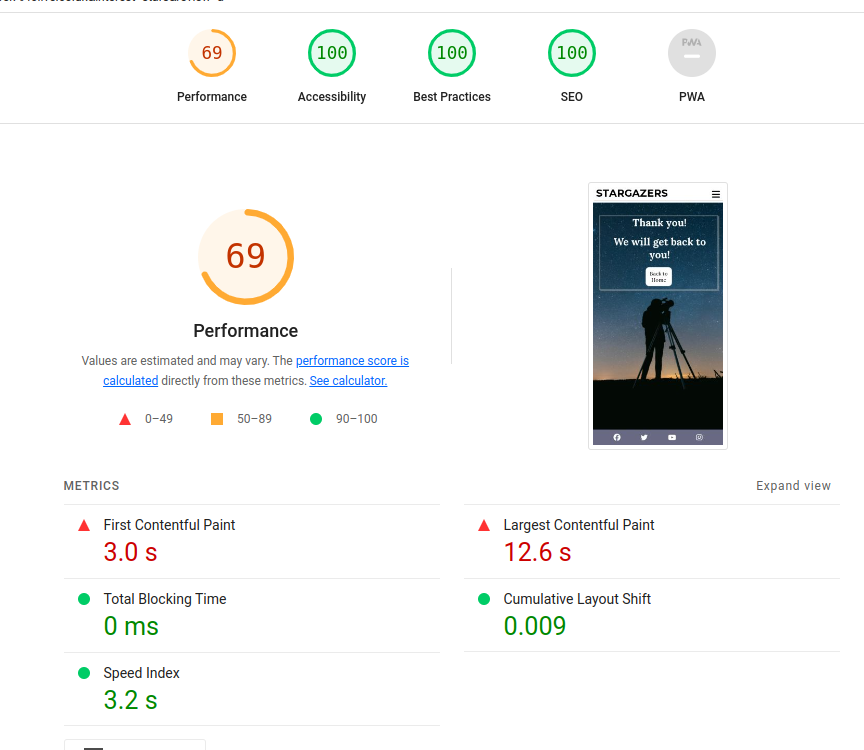 69
100
100
100
PWA
Performance
Accessibility
Best Practices
SEO
PWA
69
Performance
Values are estimated and may vary. The performance score is
calculated directly from these metrics. See calculator.
0–49
50–89
90–100
STARGAZERS
Thank you!
We will get back to
you!
Back to
Home
METRICS
Expand view
First Contentful Paint
3.0 s
Largest Contentful Paint
12.6 s
Total Blocking Time
0 ms
Cumulative Layout Shift
0.009
Speed Index
3.2 s